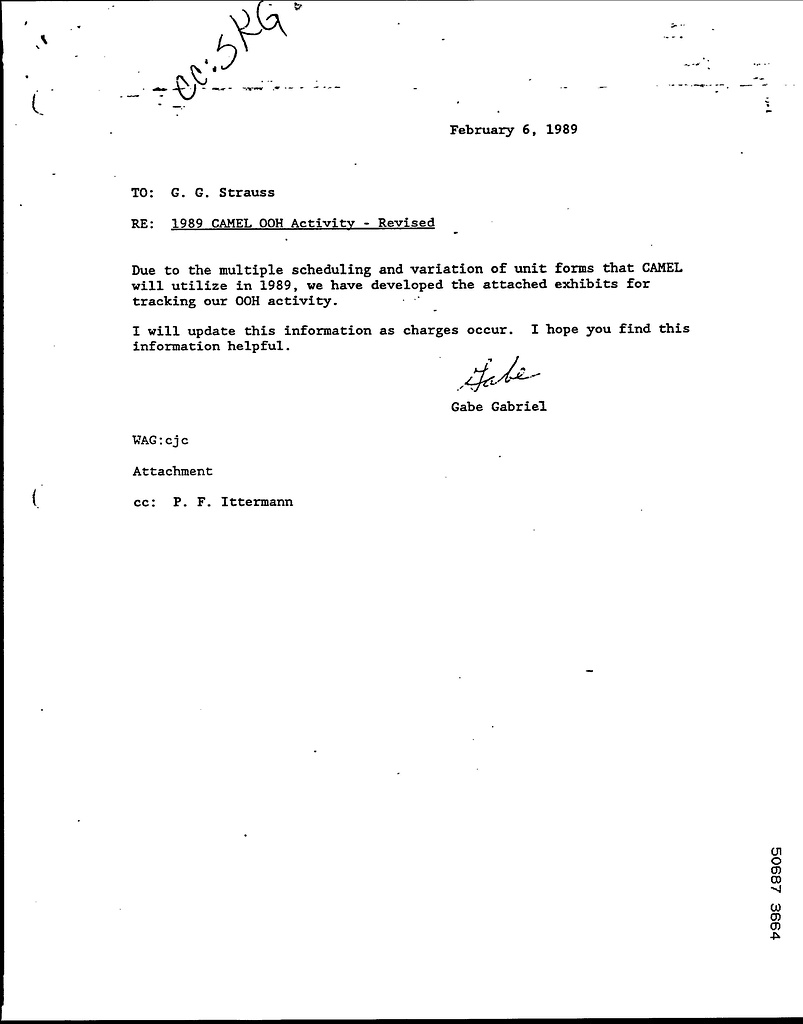 cc: SKG
February 6, 1989
TO: G. G. Strauss
RE: 1989 CAMEL OOH Activity - Revised
Due to the multiple scheduling and variation of unit forms that CAMEL
will utilize in 1989, we have developed the attached exhibits for
tracking our OOH activity.
I will update this information as charges occur. I hope you find this
information helpful.
Gabe
Gabe Gabriel
WAG:cjc
Attachment
cc: P. F. Ittermann
50687 3664